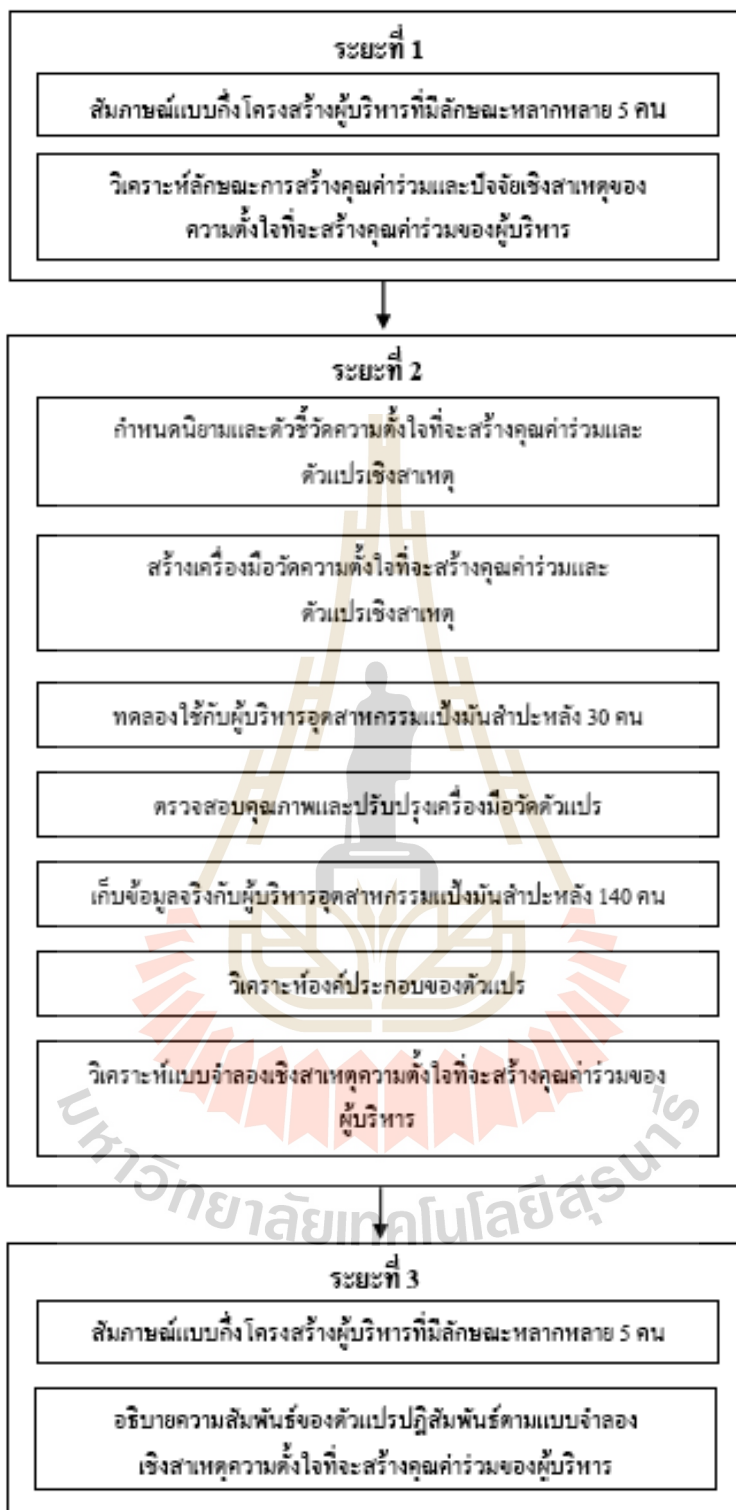 ระยะที่ 1
สัมภาษณ์แบบกึ่งโครงสร้างผู้บริหารที่มีลักษณะหลากหลาย 5 คน
วิเคราะห์ลักษณะการสร้างคุณค่าร่วมและปัจจัยเชิงสาเหตุของ
ความตั้งใจที่จะสร้างคุณค่าร่วมของผู้บริหาร
ระยะที่ 2
กำหนดนิยามและตัวชี้วัดความตั้งใจที่จะสร้างคุณค่าร่วมและ
ตัวแปรเชิงสาเหตุ
สร้างเครื่องมือวัดความตั้งใจที่จะสร้างคุณค่าร่วมและ
ตัวแปรเชิงสาเหตุ
ทดลองใช้กับผู้บริหารอุตสาหกรรมแป้งมันสำปะหลัง 30 คน
ตรวจสอบคุณภาพและปรับปรุงเครื่องมือวัดตัวแปร
เก็บข้อมูลจริงกับผู้บริหารอุตสาหกรรมแป้งมันสำปะหลัง 140 คน
วิเคราะห์องค์ประกอบของตัวแปร
วิเคราะห์แบบจำลองเชิงสาเหตุความตั้งใจที่จะสร้างคุณค่าร่วมของ
ผู้บริหาร
มหาวิทยาลัยเทคโนโลยีสุรนารี
ระยะที่ 3
สัมภาษณ์แบบกึ่งโครงสร้างผู้บริหารที่มีลักษณะหลากหลาย 5 คน
อธิบายความสัมพันธ์ของตัวแปรปฏิสัมพันธ์ตามแบบจำลอง
เชิงสาเหตุความตั้งใจที่จะสร้างคุณค่าร่วมของผู้บริหาร